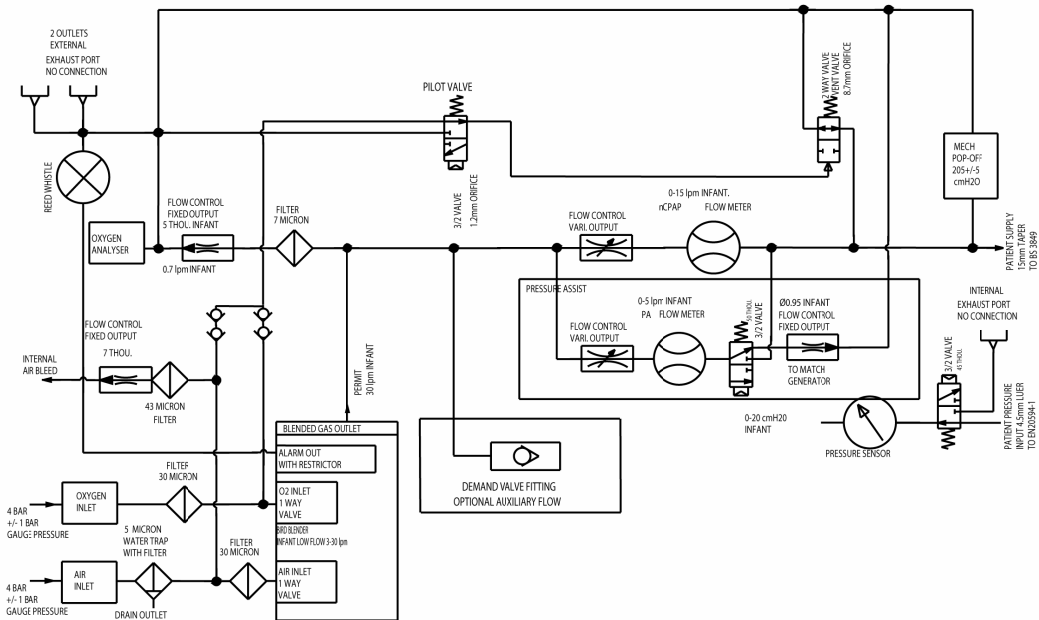 2 OUTLETS
EXTERNAL
EXHAUST PORT
NO CONNECTION
REED WHISTLE
PILOT VALVE
3/2 VALVE
1.2mm ORIFICE
2 WAY VALVE
VENT VALVE
8.7mm ORIFICE
MECH
POP-OFF
205+/-5
cmH2O
OXYGEN
ANALYSER
FLOW CONTROL
FIXED OUTPUT
5 THOU. INFANT
0.7 lpm INFANT
FILTER
7 MICRON
FLOW CONTROL
VARI. OUTPUT
0-15 lpm INFANT.
nCPAP FLOW METER
PATIENT SUPPLY
15mm TAPER
TO BS 3849
PRESSURE ASSIST
FLOW CONTROL
VARI. OUTPUT
0-5 lpm INFANT
PA FLOW METER
50 THOU.
3/2 VALVE
Ø0.95 INFANT
FLOW CONTROL
FIXED OUTPUT
TO MATCH
GENERATOR
INTERNAL
EXHAUST PORT
NO CONNECTION
3/2 VALVE
45 THOU.
PATIENT PRESSURE
INPUT 4.5mm LUER
TO EN20594-1
0-20 cmH20
INFANT
PRESSURE SENSOR
FLOW CONTROL
FIXED OUTPUT
7 THOU.
INTERNAL
AIR BLEED
43 MICRON
FILTER
PERMIT
30 lpm INFANT
BLENDED GAS OUTLET
ALARM OUT
WITH RESTRICTOR
O2 INLET
1 WAY
VALVE
BIRD BLENDER
INFANT LOW FLOW 3-30 lpm
AIR INLET
1 WAY
VALVE
DEMAND VALVE FITTING
OPTIONAL AUXILIARY FLOW
4 BAR
+/- 1 BAR
GAUGE PRESSURE
OXYGEN
INLET
FILTER
30 MICRON
4 BAR
+/- 1 BAR
GAUGE PRESSURE
AIR
INLET
5 MICRON
WATER TRAP
WITH FILTER
DRAIN OUTLET
FILTER
30 MICRON